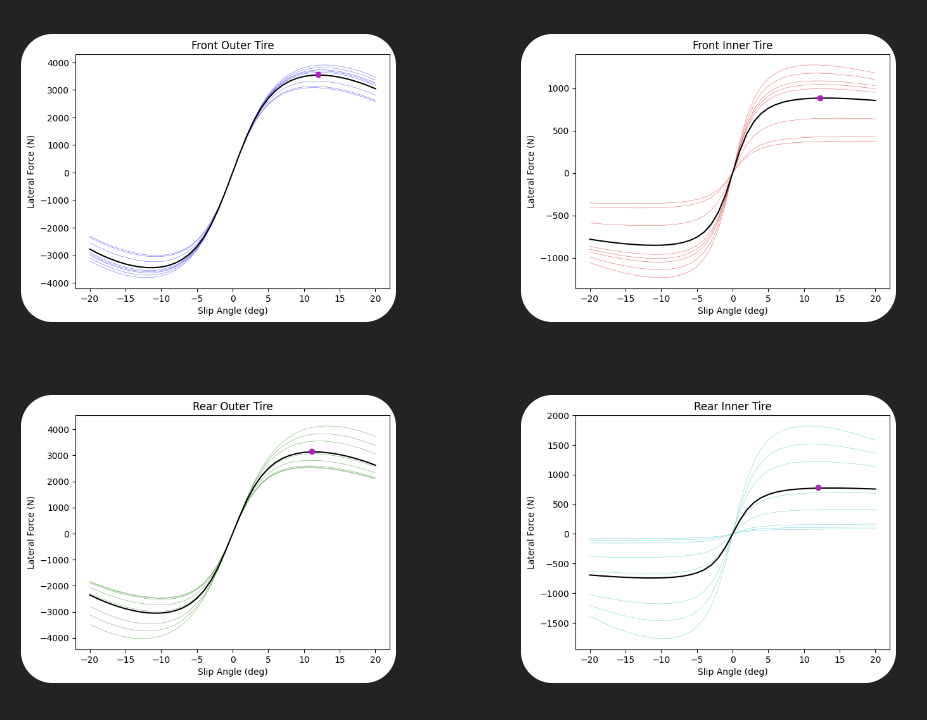 Front Outer Tire
4000
3000
2000
1000
0
−1000
−2000
−3000
−4000
Lateral Force (N)
−20 −15 −10 −5 0 5 10 15 20
Slip Angle (deg)
Front Inner Tire
1000
500
0
−500
−1000
Lateral Force (N)
−20 −15 −10 −5 0 5 10 15 20
Slip Angle (deg)
Rear Outer Tire
4000
3000
2000
1000
0
−1000
−2000
−3000
−4000
Lateral Force (N)
−20 −15 −10 −5 0 5 10 15 20
Slip Angle (deg)
Rear Inner Tire
2000
1500
1000
500
0
−500
−1000
−1500
Lateral Force (N)
−20 −15 −10 −5 0 5 10 15 20
Slip Angle (deg)